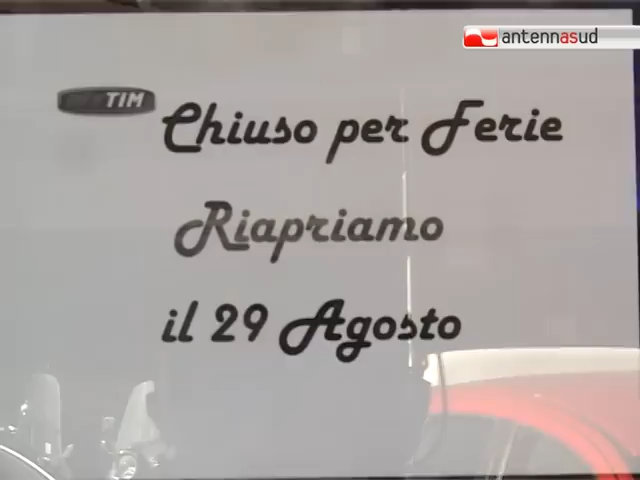 antennasud
TIM
Chiuso per Ferie
Riapriamo
il 29 Agosto